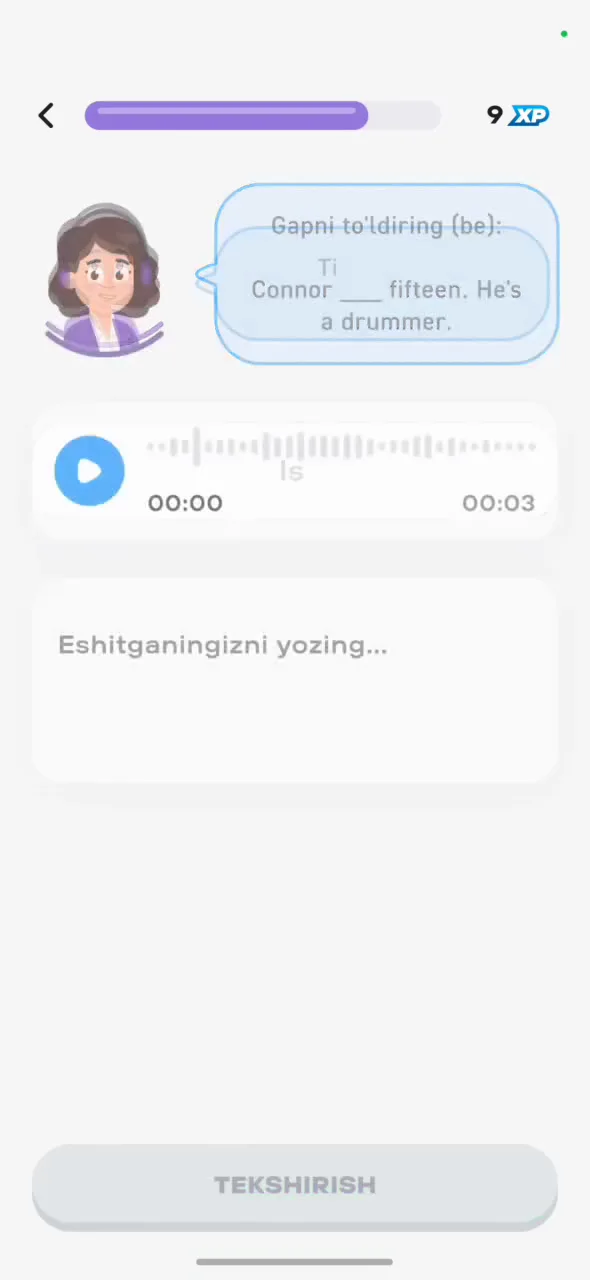 9 XP
Gapni to'ldiring (be):
Ti
Connor ___ fifteen. He's
a drummer.
Is
00:00
00:03
Eshitganingizni yozing...
TEKSHIRISH